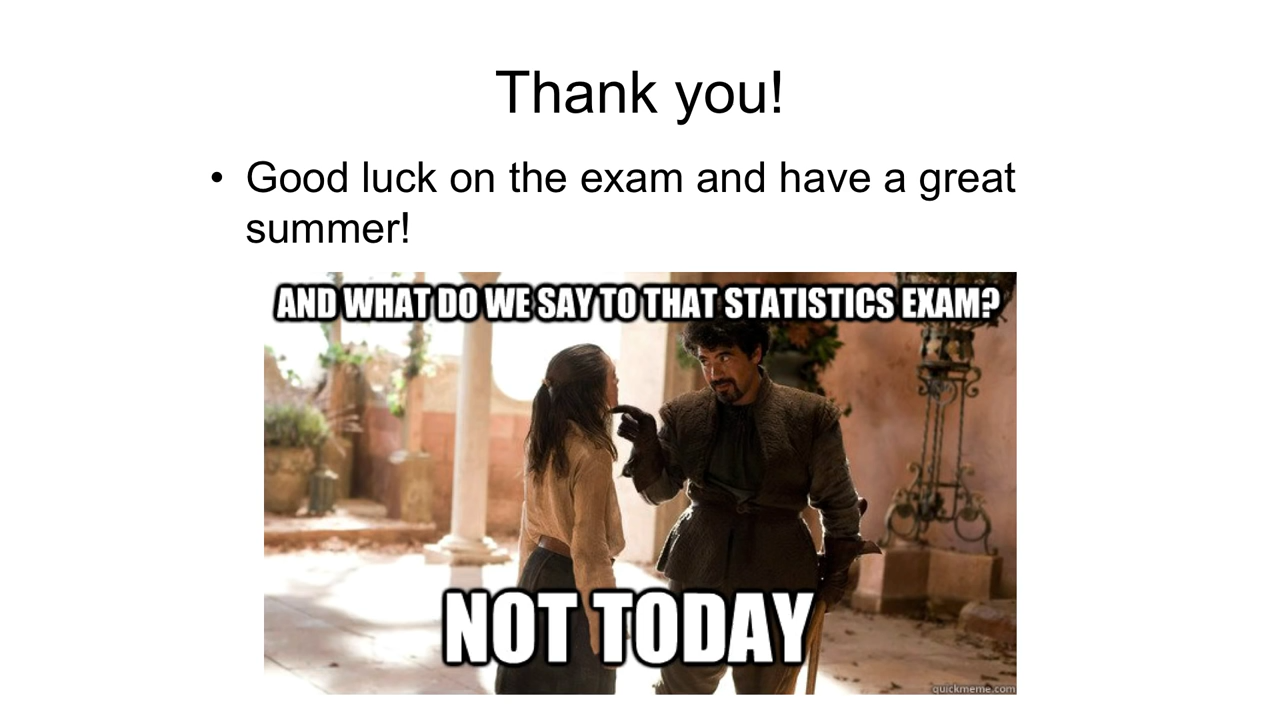 Thank you!
• Good luck on the exam and have a great
summer!
AND WHAT DO WE SAY TO THAT STATISTICS EXAM?
NOT TODAY
quickmeme.com